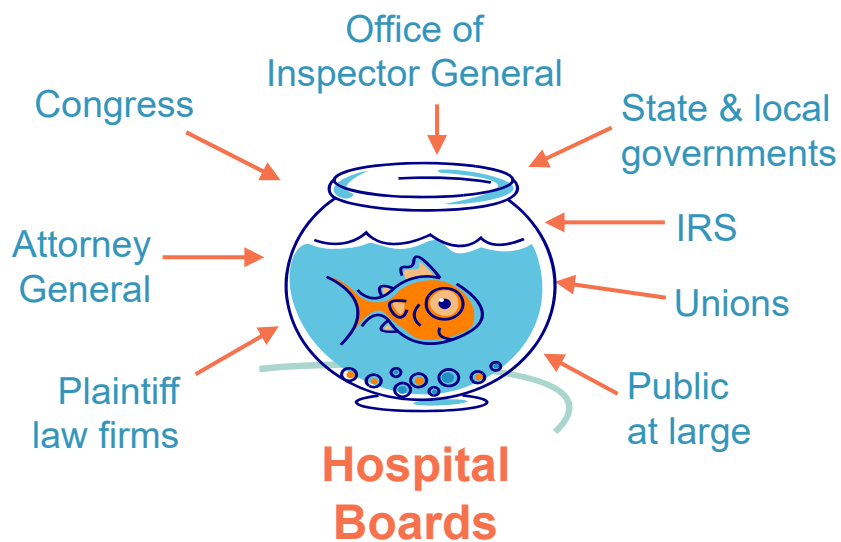 Office of
Inspector General
Congress
State & local
governments
Attorney
General
IRS
Unions
Plaintiff
law firms
Public
at large
Hospital
Boards